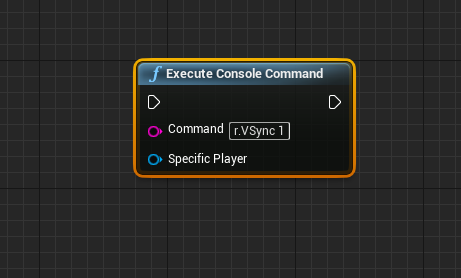 f Execute Console Command
Command r.VSync 1
Specific Player